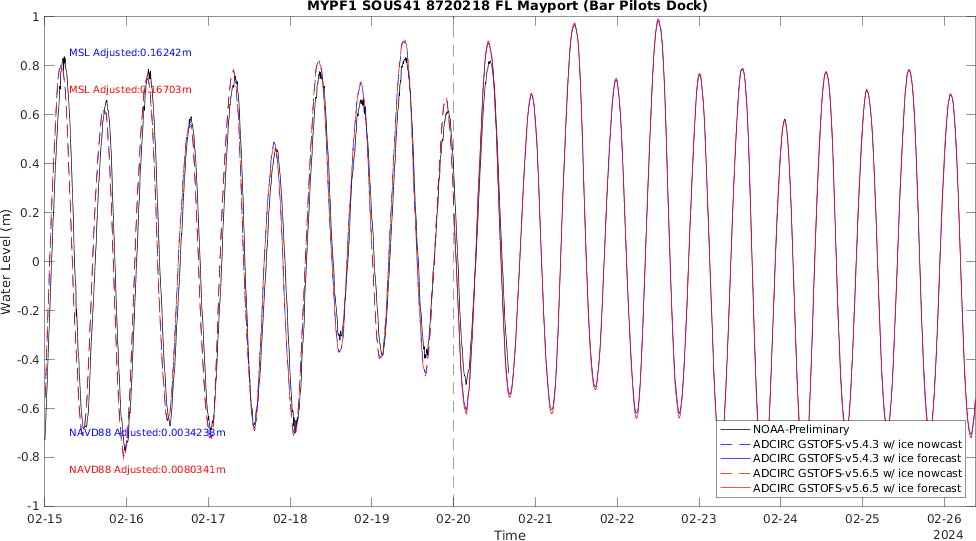 MYPF1 SOUS41 8720218 FL Mayport (Bar Pilots Dock)
1
0.8
0.6
0.4
0.2
0
-0.2
-0.4
-0.6
-0.8
-1
Water Level (m)
MSL Adjusted:0.16242m
MSL Adjusted:0.16703m
NAVD88 Adjusted:0.0034233m
NAVD88 Adjusted:0.0080341m
NOAA-Preliminary
ADCIRC GSTOFS-v5.4.3 w/ ice nowcast
ADCIRC GSTOFS-v5.4.3 w/ ice forecast
ADCIRC GSTOFS-v5.6.5 w/ ice nowcast
ADCIRC GSTOFS-v5.6.5 w/ ice forecast
02-15 02-16 02-17 02-18 02-19 02-20 02-21 02-22 02-23 02-24 02-25 02-26
Time
2024